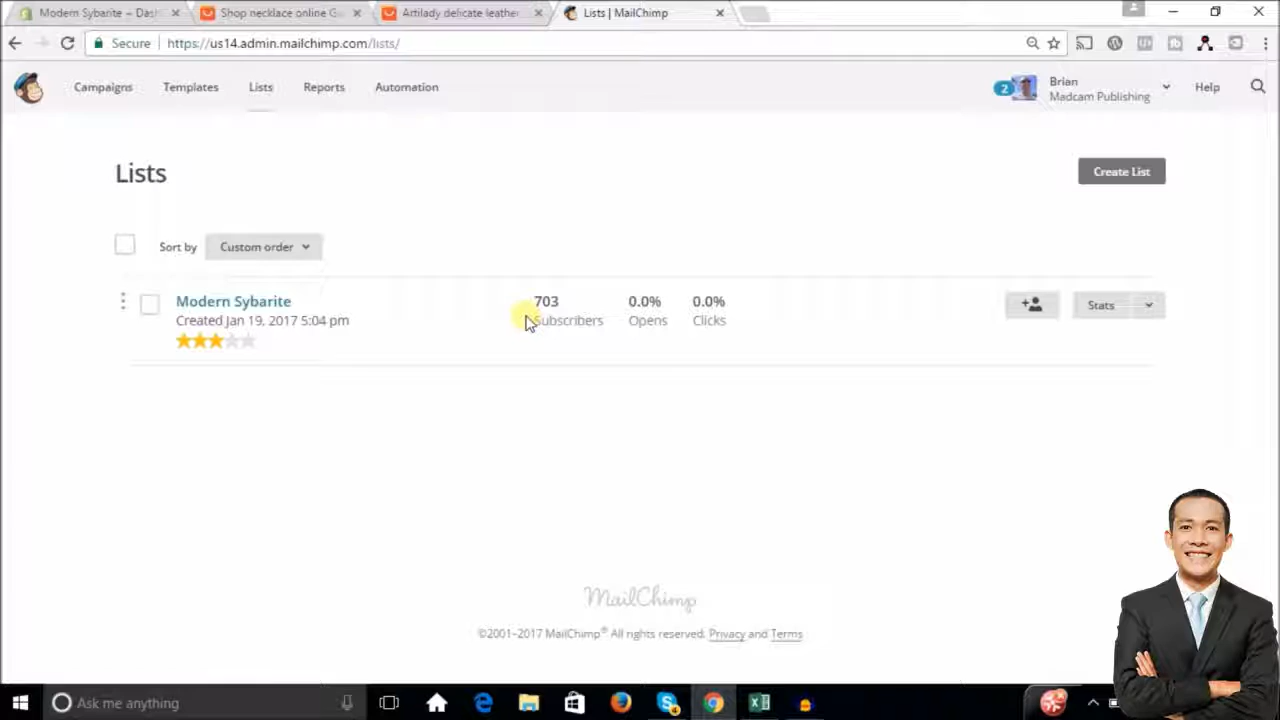 Modern Sybarite – Das
Shop necklace online G
Artilady delicate leather
Lists | MailChimp
Secure
https://us14.admin.mailchimp.com/lists/
Campaigns
Templates
Lists
Reports
Automation
2
Brian
Madcam Publishing
Help
Lists
Create List
Sort by
Custom order
Modern Sybarite
Created Jan 19, 2017 5:04 pm
703
Subscribers
0.0%
Opens
0.0%
Clicks
Stats
MailChimp
©2001–2017 MailChimp® All rights reserved. Privacy and Terms
Ask me anything